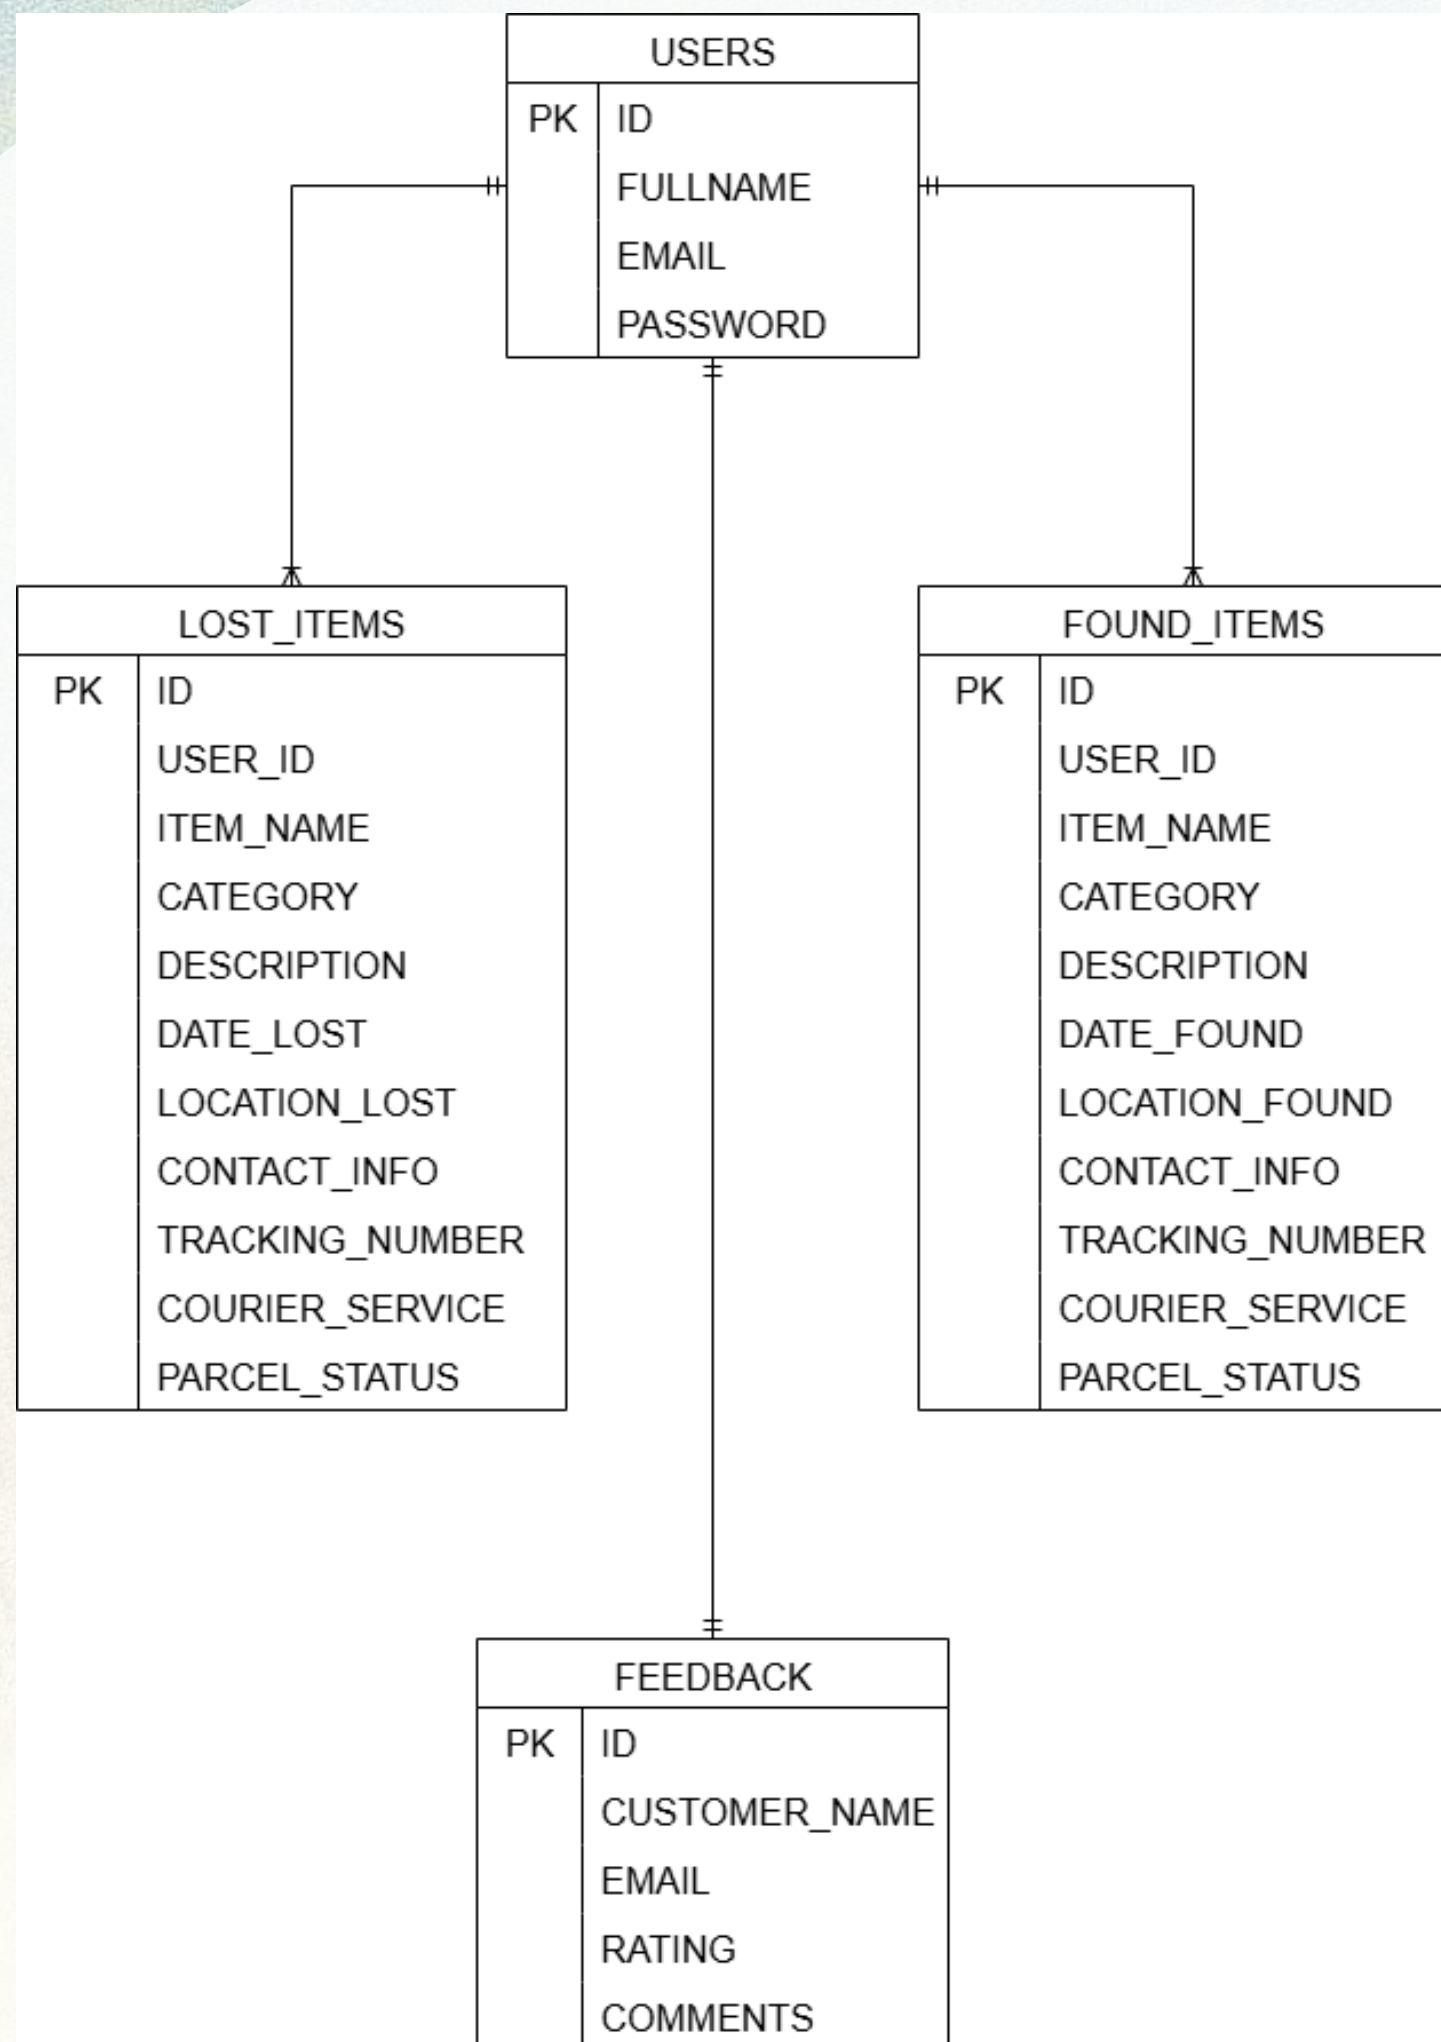 USERS
PK ID
FULLNAME
EMAIL
PASSWORD
LOST_ITEMS
PK ID
USER_ID
ITEM_NAME
CATEGORY
DESCRIPTION
DATE_LOST
LOCATION_LOST
CONTACT_INFO
TRACKING_NUMBER
COURIER_SERVICE
PARCEL_STATUS
FOUND_ITEMS
PK ID
USER_ID
ITEM_NAME
CATEGORY
DESCRIPTION
DATE_FOUND
LOCATION_FOUND
CONTACT_INFO
TRACKING_NUMBER
COURIER_SERVICE
PARCEL_STATUS
FEEDBACK
PK ID
CUSTOMER_NAME
EMAIL
RATING
COMMENTS